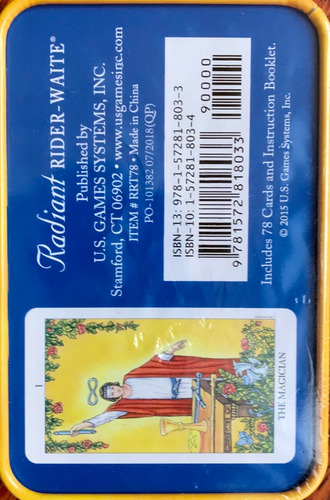 Radiant RIDER-WAITE®
Published by
U.S. GAMES SYSTEMS, INC.
Stamford, CT 06902 • www.usgamesinc.com
ITEM # RRT78 • Made in China
PO-101382 07/2018(QP)
ISBN-13: 978-1-57281-803-3
ISBN-10: 1-57281-803-4
90000
9 781572 818033
Includes 78 Cards and Instruction Booklet.
© 2015 U.S. Games Systems, Inc.
I
THE MAGICIAN